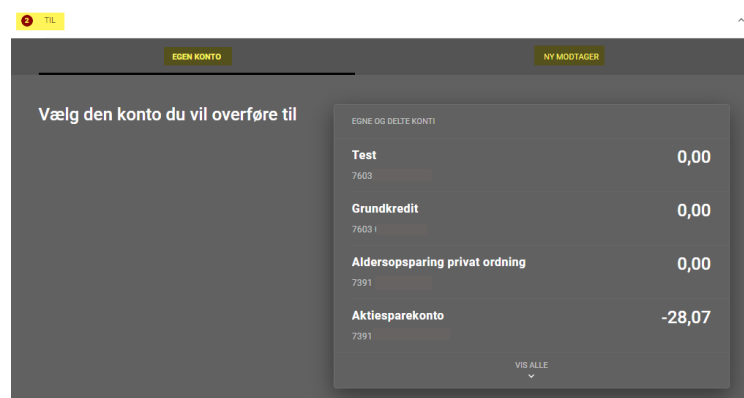 2 TIL
EGEN KONTO
NY MODTAGER
Vælg den konto du vil overføre til
EGNE OG DELTE KONTI
Test 0,00
7603
Grundkredit 0,00
7603
Aldersopsparing privat ordning 0,00
7391
Aktiesparekonto -28,07
7391
VIS ALLE